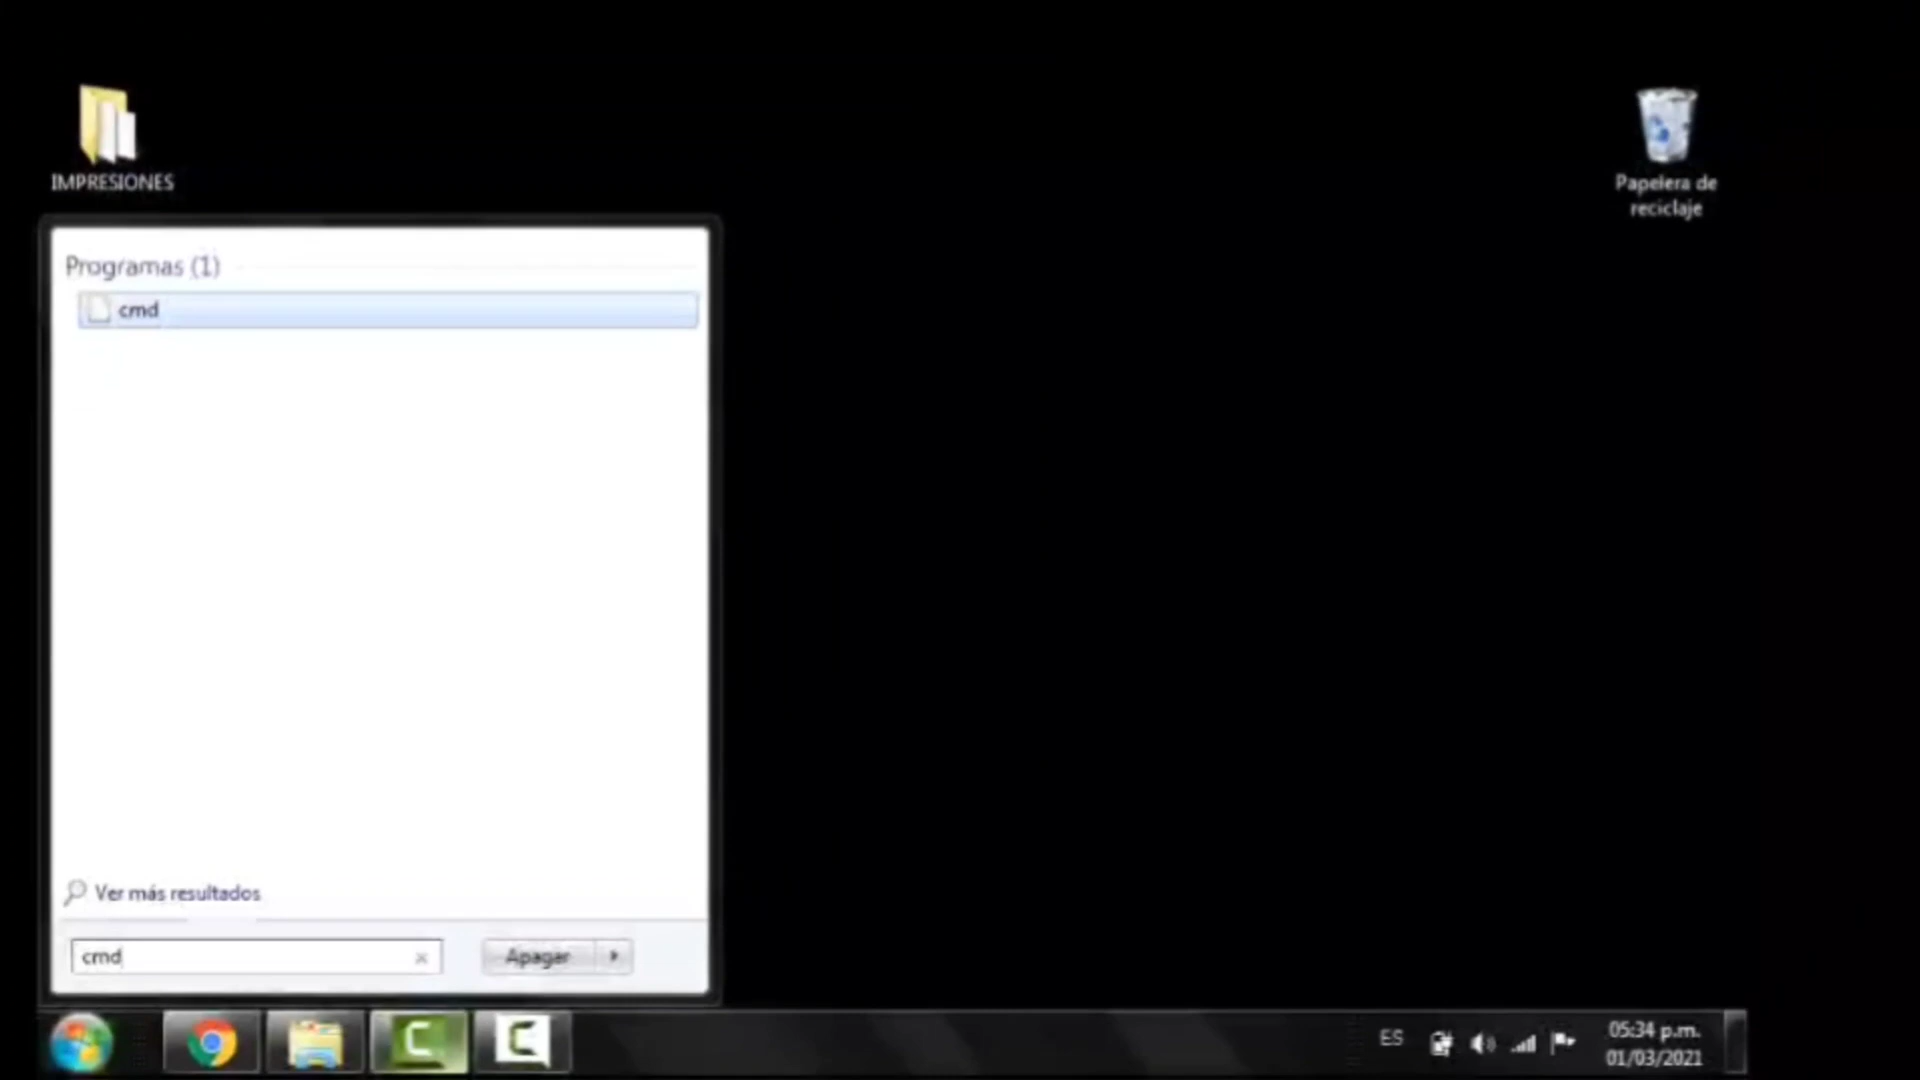 IMPRESIONES
Papelera de
reciclaje
Programas (1)
cmd
Ver más resultados
cmd
Apagar
ES
05:34 p.m.
01/03/2021